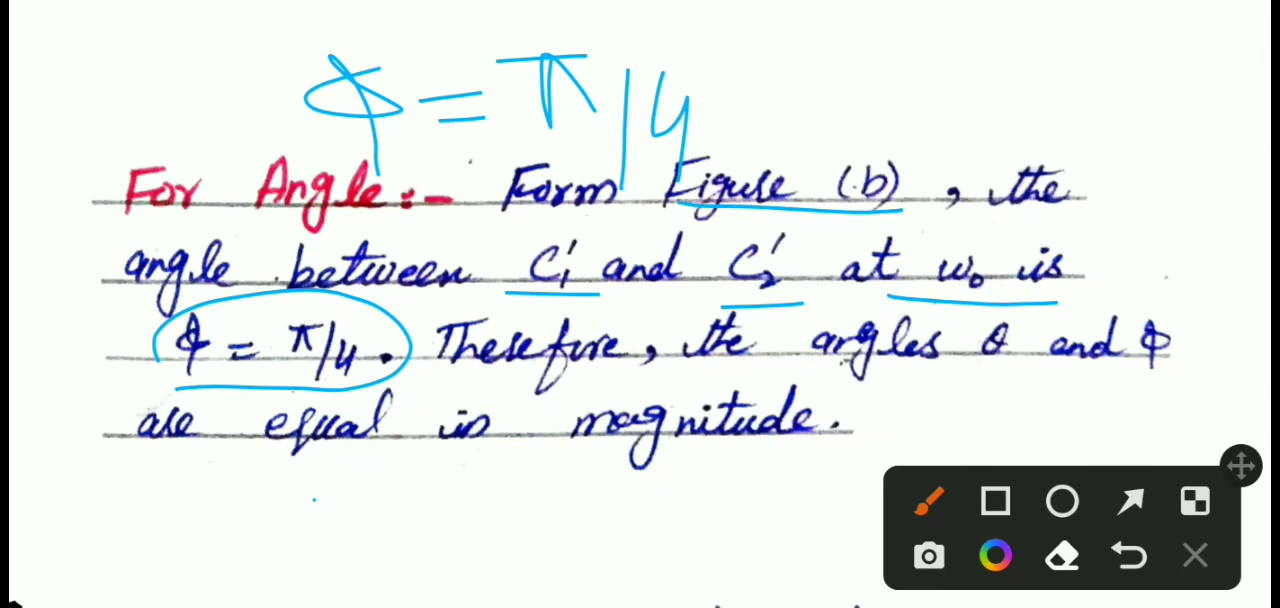 Φ = π/4
For Angle:- Form Figure (b), the
angle between C₁' and C₂' at w₀ is
Φ = π/4. Therefore, the angles θ and Φ
are equal in magnitude.